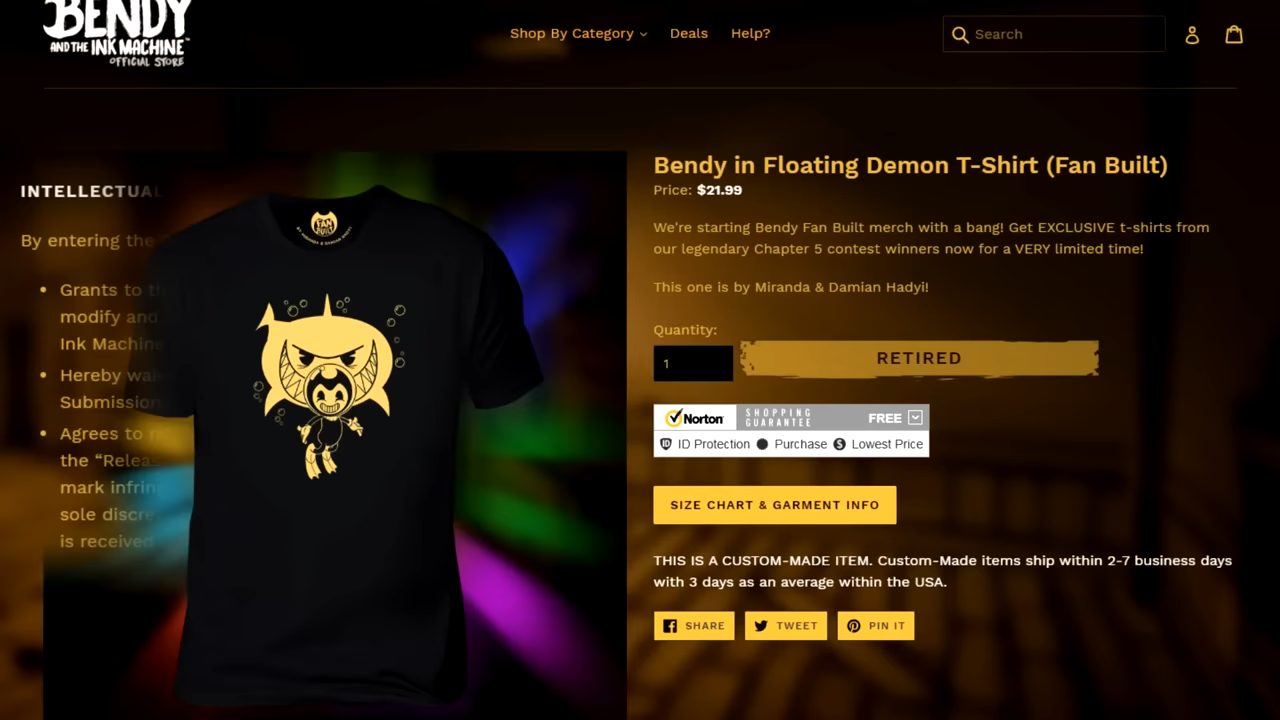 BENDY
AND THE INK MACHINE™
OFFICIAL STORE
Shop By Category
Deals
Help?
Search
INTELLECTUAL
By entering the
• Grants to
modify and
Ink Machine
• Hereby
Submission
• Agrees to
the “Relea
mark infrin
sole discre
is received
FAN
BUILT
Bendy in Floating Demon T-Shirt (Fan Built)
Price: $21.99
We're starting Bendy Fan Built merch with a bang! Get EXCLUSIVE t-shirts from
our legendary Chapter 5 contest winners now for a VERY limited time!
This one is by Miranda & Damian Hadyi!
Quantity:
1
RETIRED
Norton
SHOPPING
GUARANTEE
FREE
ID Protection
Purchase
$ Lowest Price
SIZE CHART & GARMENT INFO
THIS IS A CUSTOM-MADE ITEM. Custom-Made items ship within 2-7 business days
with 3 days as an average within the USA.
SHARE
TWEET
PIN IT